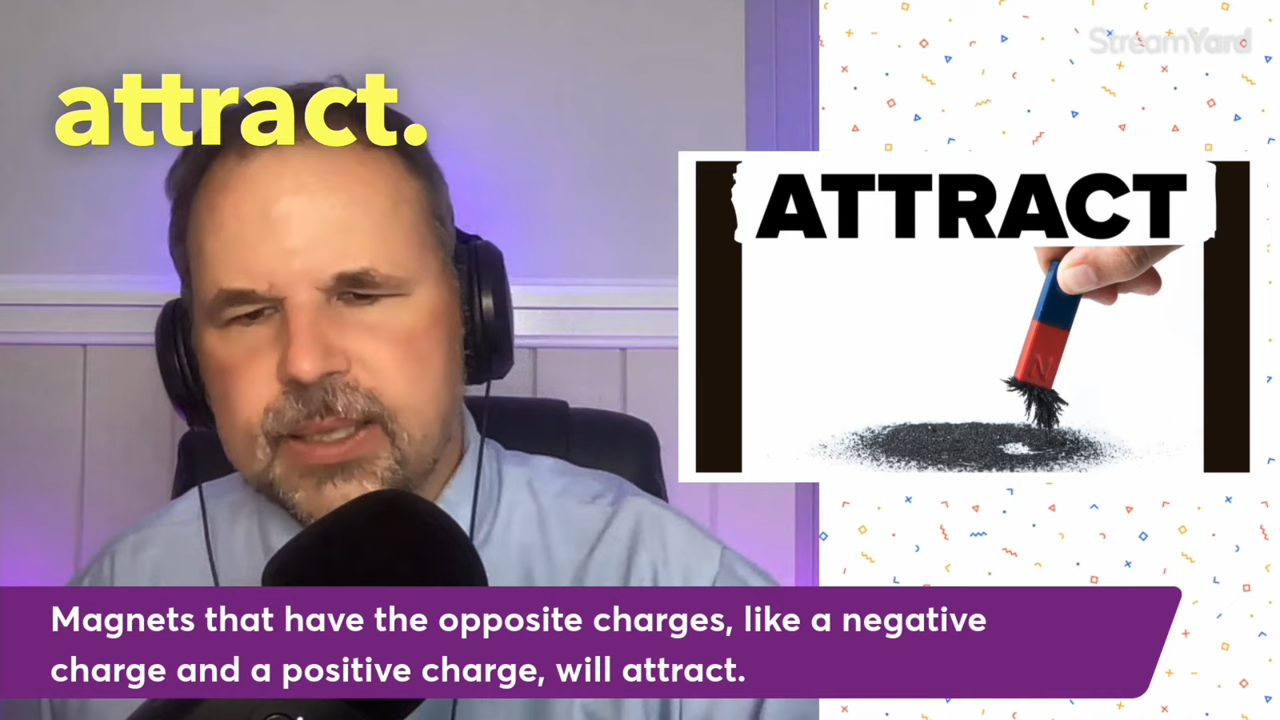 StreamYard
attract.
ATTRACT
N
Magnets that have the opposite charges, like a negative
charge and a positive charge, will attract.